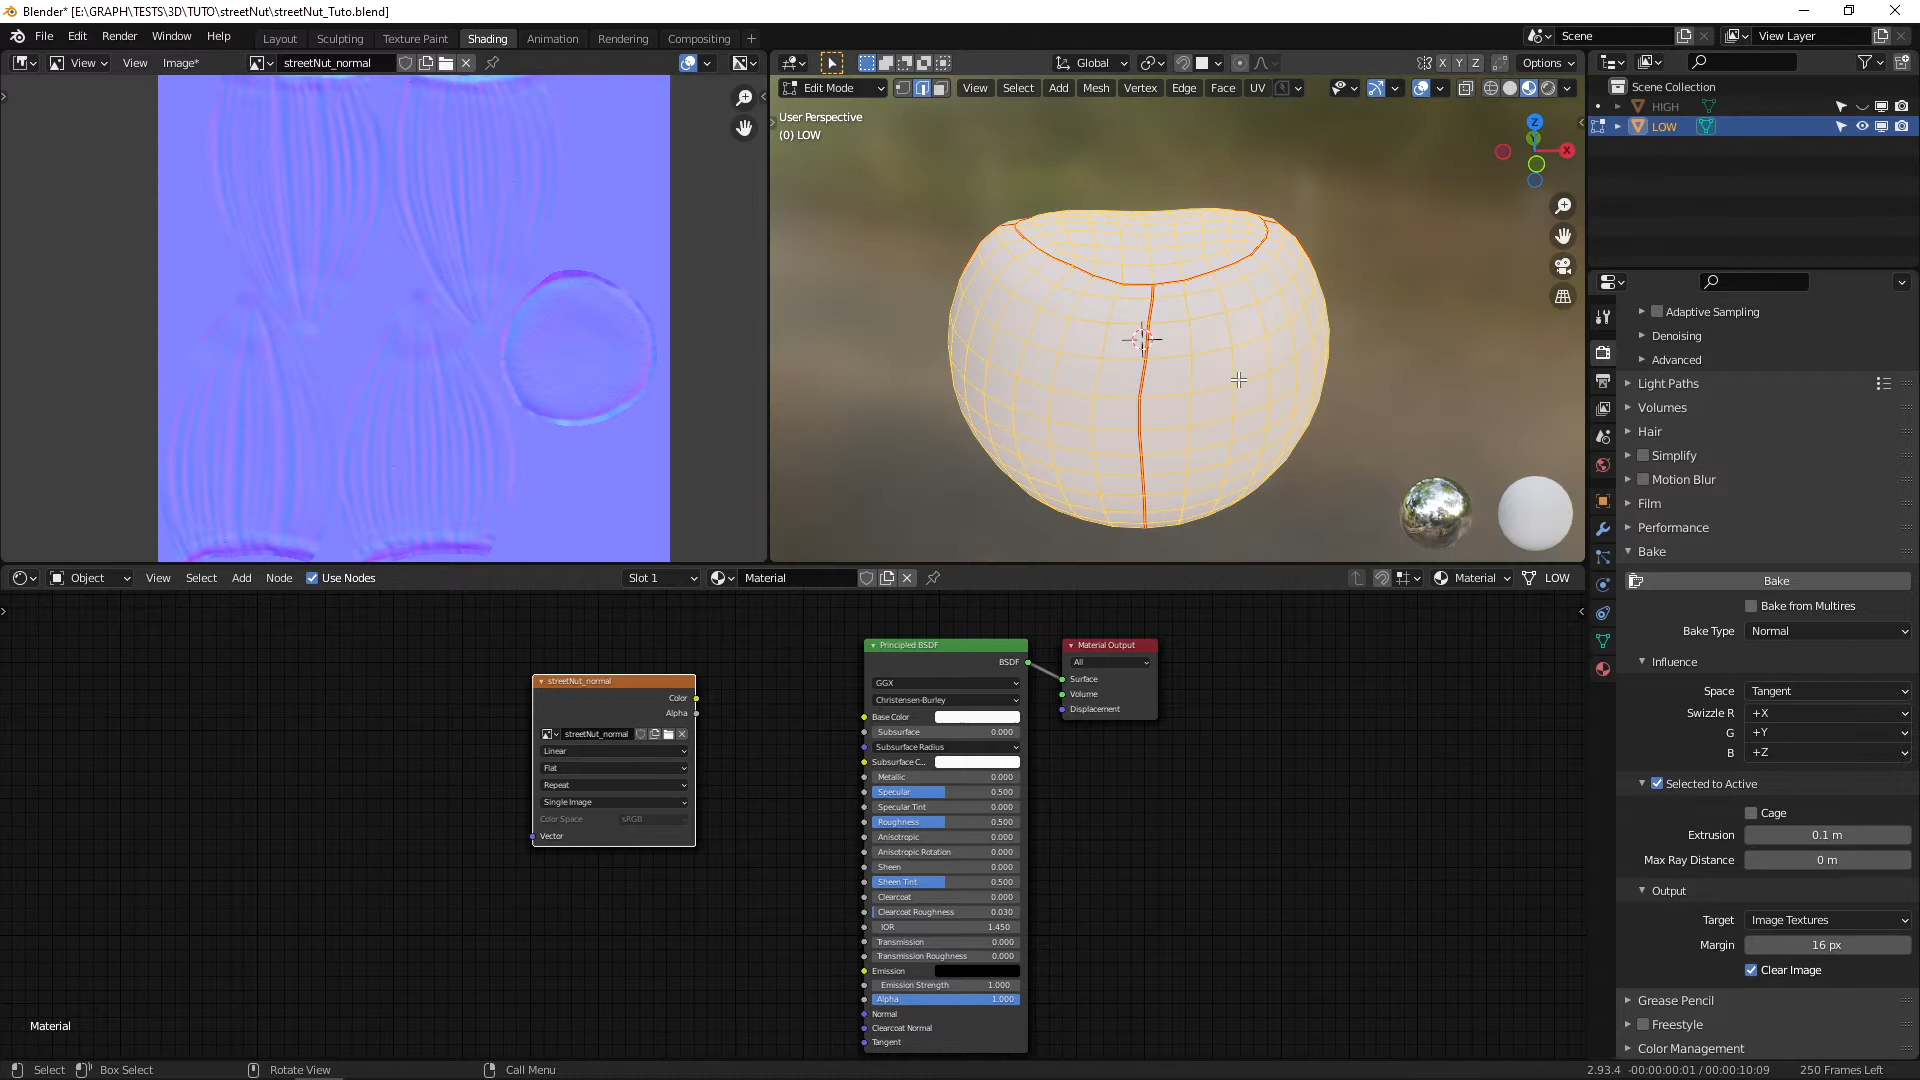 Blender* [E:\GRAPH\TESTS\3D\TUTO\streetNut\streetNut_Tuto.blend]
File Edit Render Window Help
Layout Sculpting Texture Paint Shading Animation Rendering Compositing +
Scene
View Layer
View View Image* streetNut_normal
Global
X Y Z
Options
Edit Mode View Select Add Mesh Vertex Edge Face UV
User Perspective
(0) LOW
Z
X
Scene Collection
HIGH
LOW
Adaptive Sampling
Denoising
Advanced
Light Paths
Volumes
Hair
Simplify
Motion Blur
Film
Performance
Bake
Bake
Bake from Multires
Bake Type Normal
Influence
Space Tangent
Swizzle R +X
G +Y
B +Z
Selected to Active
Cage
Extrusion 0.1 m
Max Ray Distance 0 m
Output
Target Image Textures
Margin 16 px
Clear Image
Grease Pencil
Freestyle
Color Management
Object View Select Add Node Use Nodes Slot 1 Material Material LOW
streetNut_normal
Color
Alpha
streetNut_normal
Linear
Flat
Repeat
Single Image
Color Space sRGB
Vector
Principled BSDF
BSDF
GGX
Christensen-Burley
Base Color
Subsurface 0.000
Subsurface Radius
Subsurface C...
Metallic 0.000
Specular 0.500
Specular Tint 0.000
Roughness 0.500
Anisotropic 0.000
Anisotropic Rotation 0.000
Sheen 0.000
Sheen Tint 0.500
Clearcoat 0.000
Clearcoat Roughness 0.030
IOR 1.450
Transmission 0.000
Transmission Roughness 0.000
Emission
Emission Strength 1.000
Alpha 1.000
Normal
Clearcoat Normal
Tangent
Material Output
All
Surface
Volume
Displacement
Material
Select Box Select Rotate View Call Menu
2.93.4 -00:00:00:01 / 00:00:10:09 250 Frames Left